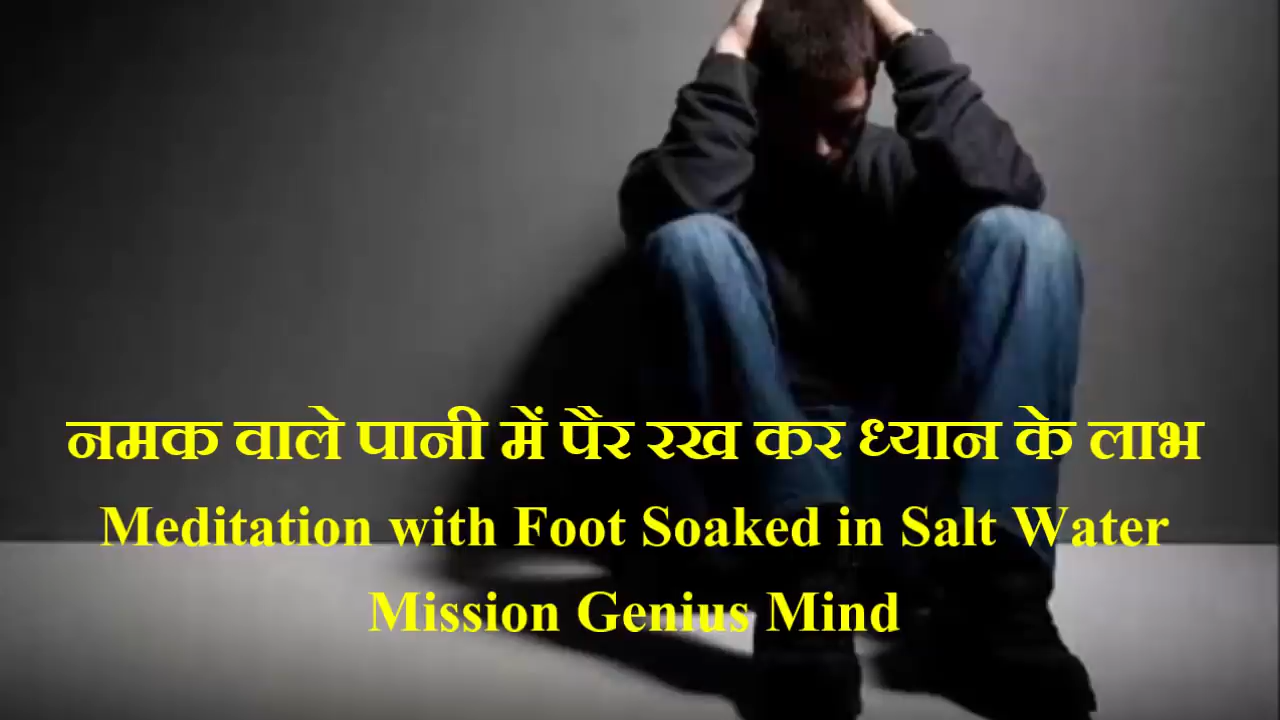 नमक वाले पानी में पैर रख कर ध्यान के लाभ
Meditation with Foot Soaked in Salt Water
Mission Genius Mind